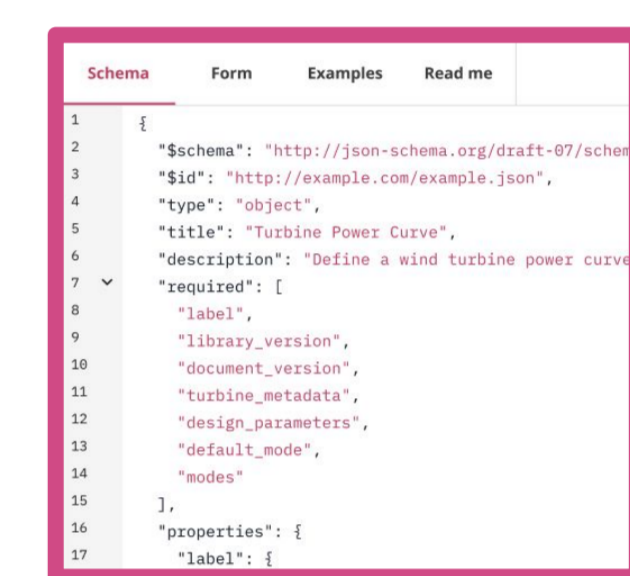 Schema Form Examples Read me
1 {
2 "$schema": "http://json-schema.org/draft-07/schem
3 "$id": "http://example.com/example.json",
4 "type": "object",
5 "title": "Turbine Power Curve",
6 "description": "Define a wind turbine power curve
7 "required": [
8 "label",
9 "library_version",
10 "document_version",
11 "turbine_metadata",
12 "design_parameters",
13 "default_mode",
14 "modes"
15 ],
16 "properties": {
17 "label": {